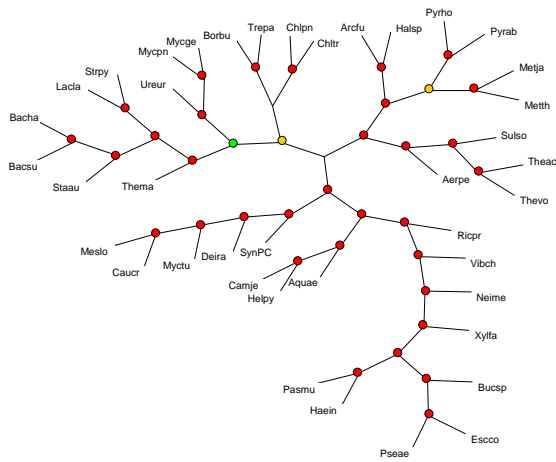 Pyrho
Trepa
Chlpn
Arcfu
Halsp
Pyrab
Borbu
Mycge
Chltr
Mycpn
Strpy
Metja
Ureur
Lacla
Metth
Bacha
Sulso
Bacsu
Theac
Staau
Thema
Aerpe
Thevo
Ricpr
Meslo
SynPC
Deira
Myctu
Vibch
Caucr
Camje
Aquae
Helpy
Neime
Xylfa
Pasmu
Bucsp
Haein
Escco
Pseae